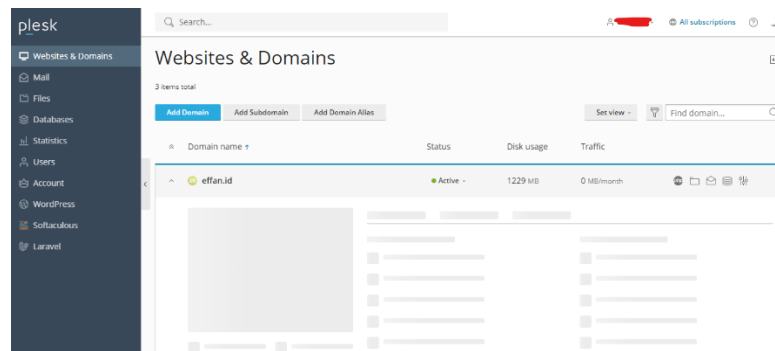 plesk
Search...
All subscriptions
Websites & Domains
Mail
Files
Databases
Statistics
Users
Account
WordPress
Softaculous
Laravel
Websites & Domains
3 items total
Add Domain Add Subdomain Add Domain Alias
Set view
Find domain...
Domain name Status Disk usage Traffic
effan.id Active 1229 MB 0 MB/month